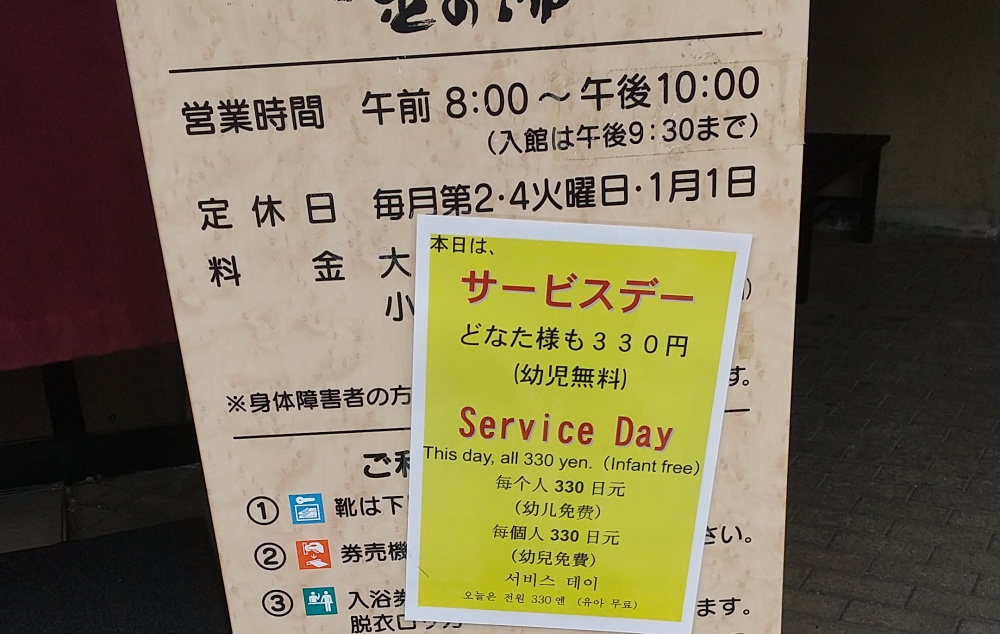 営業時間 午前 8:00～午後10:00
(入館は午後9:30まで)
定休日 毎月第2・4火曜日・1月1日
料金 大
小
す。
※身体障害者の方
ご利
① 靴は下
② 券売機
さい。
③ 入浴券
ます。
脱衣ロッカー
本日は、
サービスデー
どなた様も３３０円
(幼児無料)
Service Day
This day, all 330 yen.（Infant free)
每个人 330 日元
（幼儿免费）
每個人 330 日元
（幼兒免費）
서비스 데이
오늘은 전원 330 엔 （유아 무료）